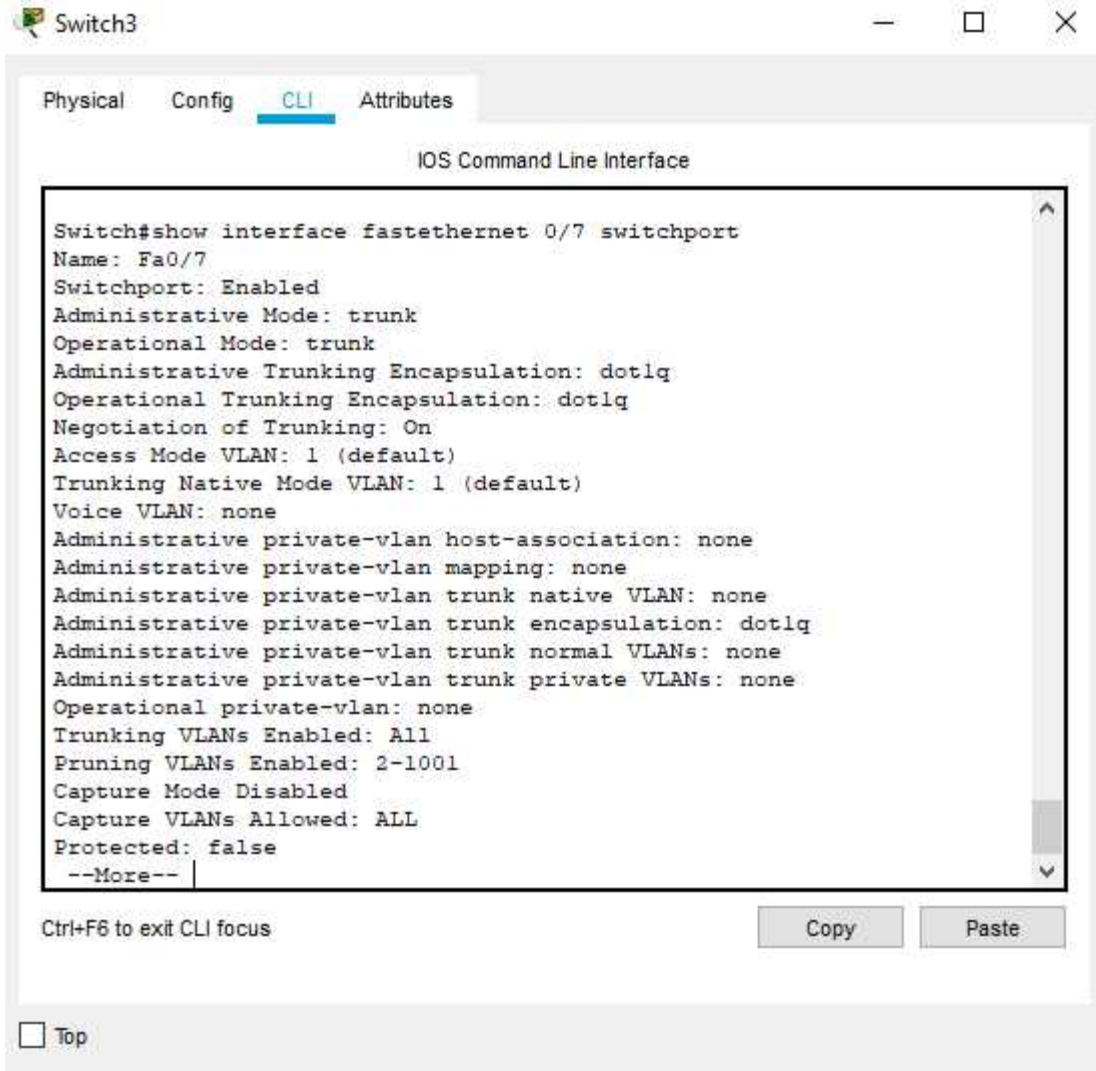 Switch3
Physical Config CLI Attributes
IOS Command Line Interface
Switch#show interface fastethernet 0/7 switchport
Name: Fa0/7
Switchport: Enabled
Administrative Mode: trunk
Operational Mode: trunk
Administrative Trunking Encapsulation: dot1q
Operational Trunking Encapsulation: dot1q
Negotiation of Trunking: On
Access Mode VLAN: 1 (default)
Trunking Native Mode VLAN: 1 (default)
Voice VLAN: none
Administrative private-vlan host-association: none
Administrative private-vlan mapping: none
Administrative private-vlan trunk native VLAN: none
Administrative private-vlan trunk encapsulation: dot1q
Administrative private-vlan trunk normal VLANs: none
Administrative private-vlan trunk private VLANs: none
Operational private-vlan: none
Trunking VLANs Enabled: All
Pruning VLANs Enabled: 2-1001
Capture Mode Disabled
Capture VLANs Allowed: ALL
Protected: false
--More--
Ctrl+F6 to exit CLI focus
Copy Paste
Top